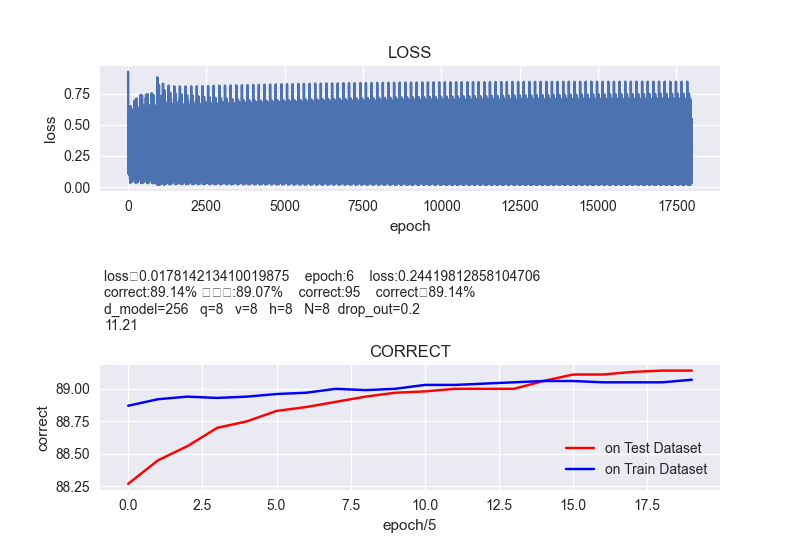 LOSS
0.75
0.50
0.25
0.00
loss
0 2500 5000 7500 10000 12500 15000 17500
epoch
loss□0.017814213410019875 epoch:6 loss:0.24419812858104706
correct:89.14% □□□:89.07% correct:95 correct□89.14%
d_model=256 q=8 v=8 h=8 N=8 drop_out=0.2
11.21
CORRECT
89.00
88.75
88.50
88.25
correct
on Test Dataset
on Train Dataset
0.0 2.5 5.0 7.5 10.0 12.5 15.0 17.5
epoch/5